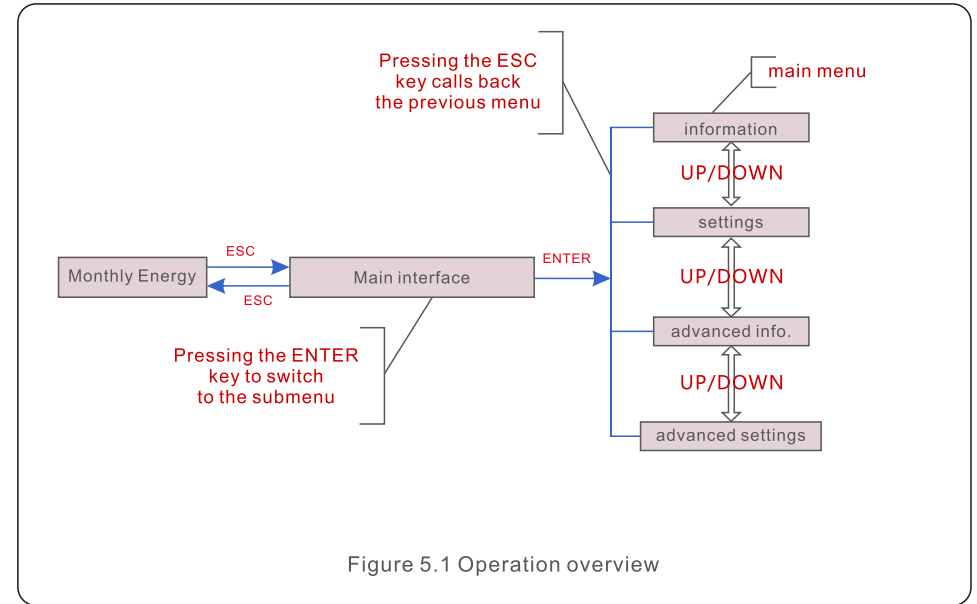 Pressing the ESC
key calls back
the previous menu
main menu
information
UP/DOWN
settings
ESC
ENTER
Monthly Energy
Main interface
UP/DOWN
ESC
advanced info.
Pressing the ENTER
key to switch
to the submenu
UP/DOWN
advanced settings
Figure 5.1 Operation overview